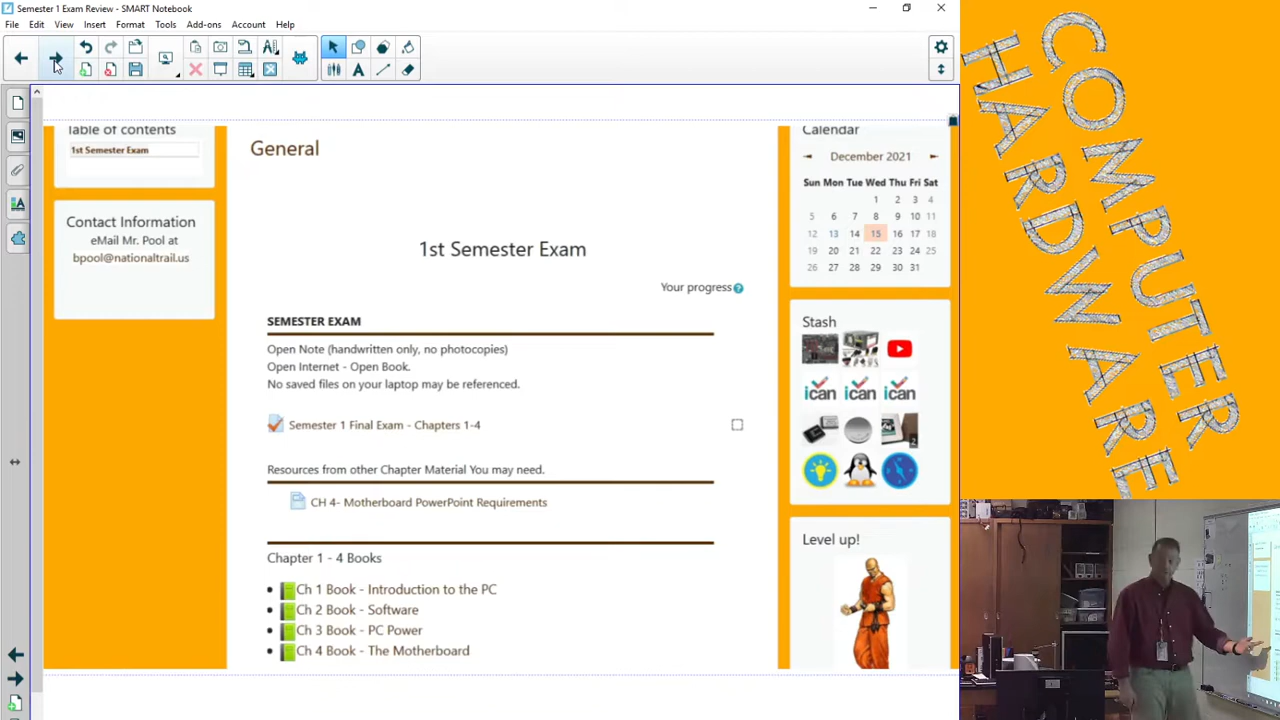 Semester 1 Exam Review - SMART Notebook
File Edit View Insert Format Tools Add-ons Account Help
Table of contents
1st Semester Exam
Contact Information
eMail Mr. Pool at
bpool@nationaltrail.us
General
1st Semester Exam
Your progress
SEMESTER EXAM
Open Note (handwritten only, no photocopies)
Open Internet - Open Book.
No saved files on your laptop may be referenced.
Semester 1 Final Exam - Chapters 1-4
Resources from other Chapter Material You may need.
CH 4- Motherboard PowerPoint Requirements
Chapter 1 - 4 Books
Ch 1 Book - Introduction to the PC
Ch 2 Book - Software
Ch 3 Book - PC Power
Ch 4 Book - The Motherboard
Calendar
December 2021
Sun Mon Tue Wed Thu Fri Sat
1 2 3 4
5 6 7 8 9 10 11
12 13 14 15 16 17 18
19 20 21 22 23 24 25
26 27 28 29 30 31
Stash
ican ican ican
2
Level up!
COMPUTER
HARDWARE